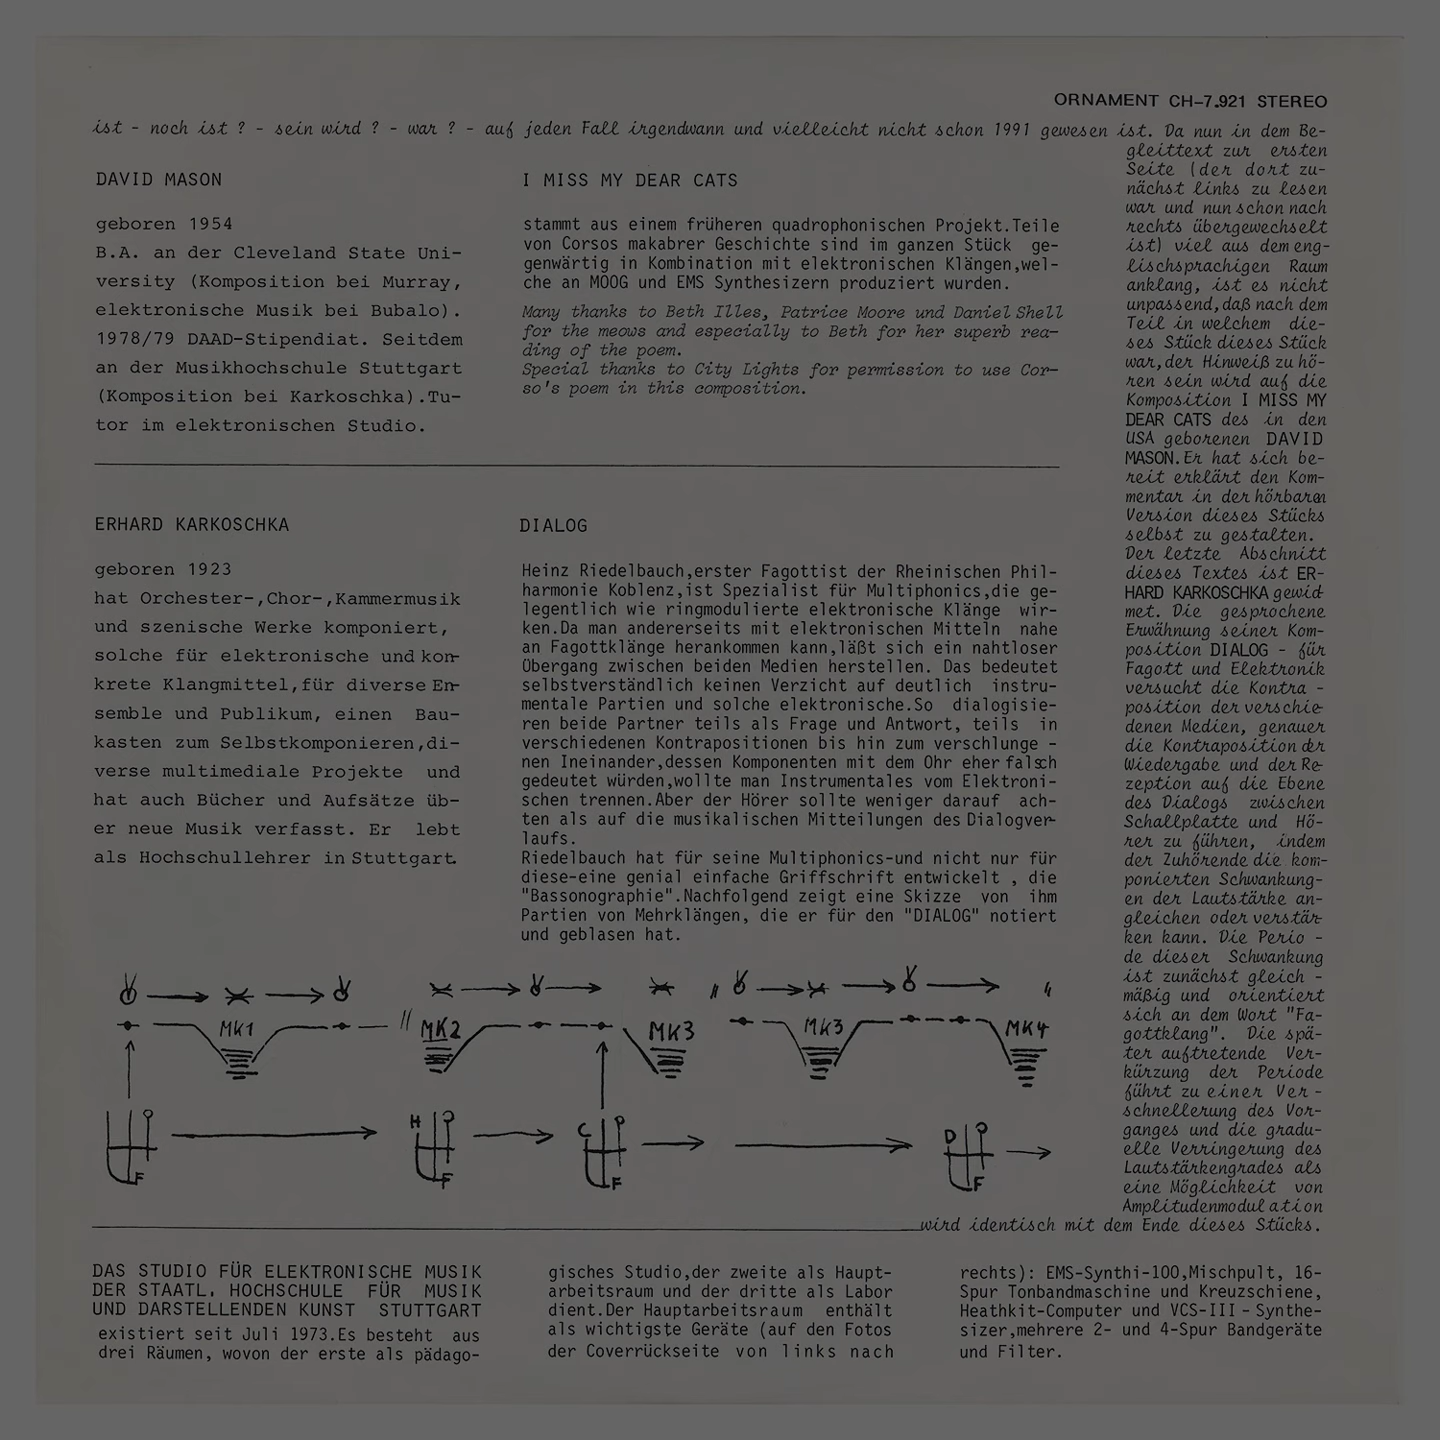 ORNAMENT CH-7.921 STEREO
ist - noch ist ? - sein wird ? - war ? - auf jeden Fall irgendwann und vielleicht nicht schon 1991 gewesen ist. Da nun in dem Be-
gleittext zur ersten
Seite (der dort zu-
nächst links zu lesen
war und nun schon nach
rechts übergewechselt
ist) viel aus dem eng-
lischsprachigen Raum
anklang, ist es nicht
unpassend, daß nach dem
Teil in welchem die-
ses Stück dieses Stück
war, der Hinweiß zu hö-
ren sein wird auf die
Komposition I MISS MY
DEAR CATS des in den
USA geborenen DAVID
MASON. Er hat sich be-
reit erklärt den Kom-
mentar in der hörbaren
Version dieses Stücks
selbst zu gestalten.
Der letzte Abschnitt
dieses Textes ist ER-
HARD KARKOSCHKA gewid-
met. Die gesprochene
Erwähnung seiner Kom-
position DIALOG - für
Fagott und Elektronik
versucht die Kontra -
position der verschie-
denen Medien, genauer
die Kontraposition der
Wiedergabe und der Re-
zeption auf die Ebene
des Dialogs zwischen
Schallplatte und Hö-
rer zu führen, indem
der Zuhörende die kom-
ponierten Schwankung-
en der Lautstärke an-
gleichen oder verstär-
ken kann. Die Perio -
de dieser Schwankung
ist zunächst gleich -
mäßig und orientiert
sich an dem Wort "Fa-
gottklang". Die spä-
ter auftretende Ver-
kürzung der Periode
führt zu einer Ver -
schnellerung des Vor-
ganges und die gradu-
elle Verringerung des
Lautstärkengrades als
eine Möglichkeit von
Amplitudenmodulation
wird identisch mit dem Ende dieses Stücks.
DAVID MASON
geboren 1954
B.A. an der Cleveland State Uni-
versity (Komposition bei Murray,
elektronische Musik bei Bubalo).
1978/79 DAAD-Stipendiat. Seitdem
an der Musikhochschule Stuttgart
(Komposition bei Karkoschka).Tu-
tor im elektronischen Studio.
I MISS MY DEAR CATS
stammt aus einem früheren quadrophonischen Projekt.Teile
von Corsos makabrer Geschichte sind im ganzen Stück ge-
genwärtig in Kombination mit elektronischen Klängen,wel-
che an MOOG und EMS Synthesizern produziert wurden.
Many thanks to Beth Illes, Patrice Moore und Daniel Shell
for the meows and especially to Beth for her superb rea-
ding of the poem.
Special thanks to City Lights for permission to use Cor-
so's poem in this composition.
ERHARD KARKOSCHKA
geboren 1923
hat Orchester-,Chor-,Kammermusik
und szenische Werke komponiert,
solche für elektronische und kon-
krete Klangmittel,für diverse En-
semble und Publikum, einen Bau-
kasten zum Selbstkomponieren,di-
verse multimediale Projekte und
hat auch Bücher und Aufsätze üb-
er neue Musik verfasst. Er lebt
als Hochschullehrer in Stuttgart.
DIALOG
Heinz Riedelbauch,erster Fagottist der Rheinischen Phil-
harmonie Koblenz,ist Spezialist für Multiphonics,die ge-
legentlich wie ringmodulierte elektronische Klänge wir-
ken.Da man andererseits mit elektronischen Mitteln nahe
an Fagottklänge herankommen kann,läßt sich ein nahtloser
Übergang zwischen beiden Medien herstellen. Das bedeutet
selbstverständlich keinen Verzicht auf deutlich instru-
mentale Partien und solche elektronische.So dialogisie-
ren beide Partner teils als Frage und Antwort, teils in
verschiedenen Kontrapositionen bis hin zum verschlunge -
nen Ineinander,dessen Komponenten mit dem Ohr eher falsch
gedeutet würden,wollte man Instrumentales vom Elektroni-
schen trennen.Aber der Hörer sollte weniger darauf ach-
ten als auf die musikalischen Mitteilungen des Dialogver-
laufs.
Riedelbauch hat für seine Multiphonics-und nicht nur für
diese-eine genial einfache Griffschrift entwickelt , die
"Bassonographie".Nachfolgend zeigt eine Skizze von ihm
Partien von Mehrklängen, die er für den "DIALOG" notiert
und geblasen hat.
MK1 MK2 MK3 MK3 MK4
F H F C F D F
DAS STUDIO FÜR ELEKTRONISCHE MUSIK
DER STAATL. HOCHSCHULE FÜR MUSIK
UND DARSTELLENDEN KUNST STUTTGART
existiert seit Juli 1973.Es besteht aus
drei Räumen, wovon der erste als pädago-
gisches Studio,der zweite als Haupt-
arbeitsraum und der dritte als Labor
dient.Der Hauptarbeitsraum enthält
als wichtigste Geräte (auf den Fotos
der Coverrückseite von links nach
rechts): EMS-Synthi-100,Mischpult, 16-
Spur Tonbandmaschine und Kreuzschiene,
Heathkit-Computer und VCS-III - Synthe-
sizer,mehrere 2- und 4-Spur Bandgeräte
und Filter.